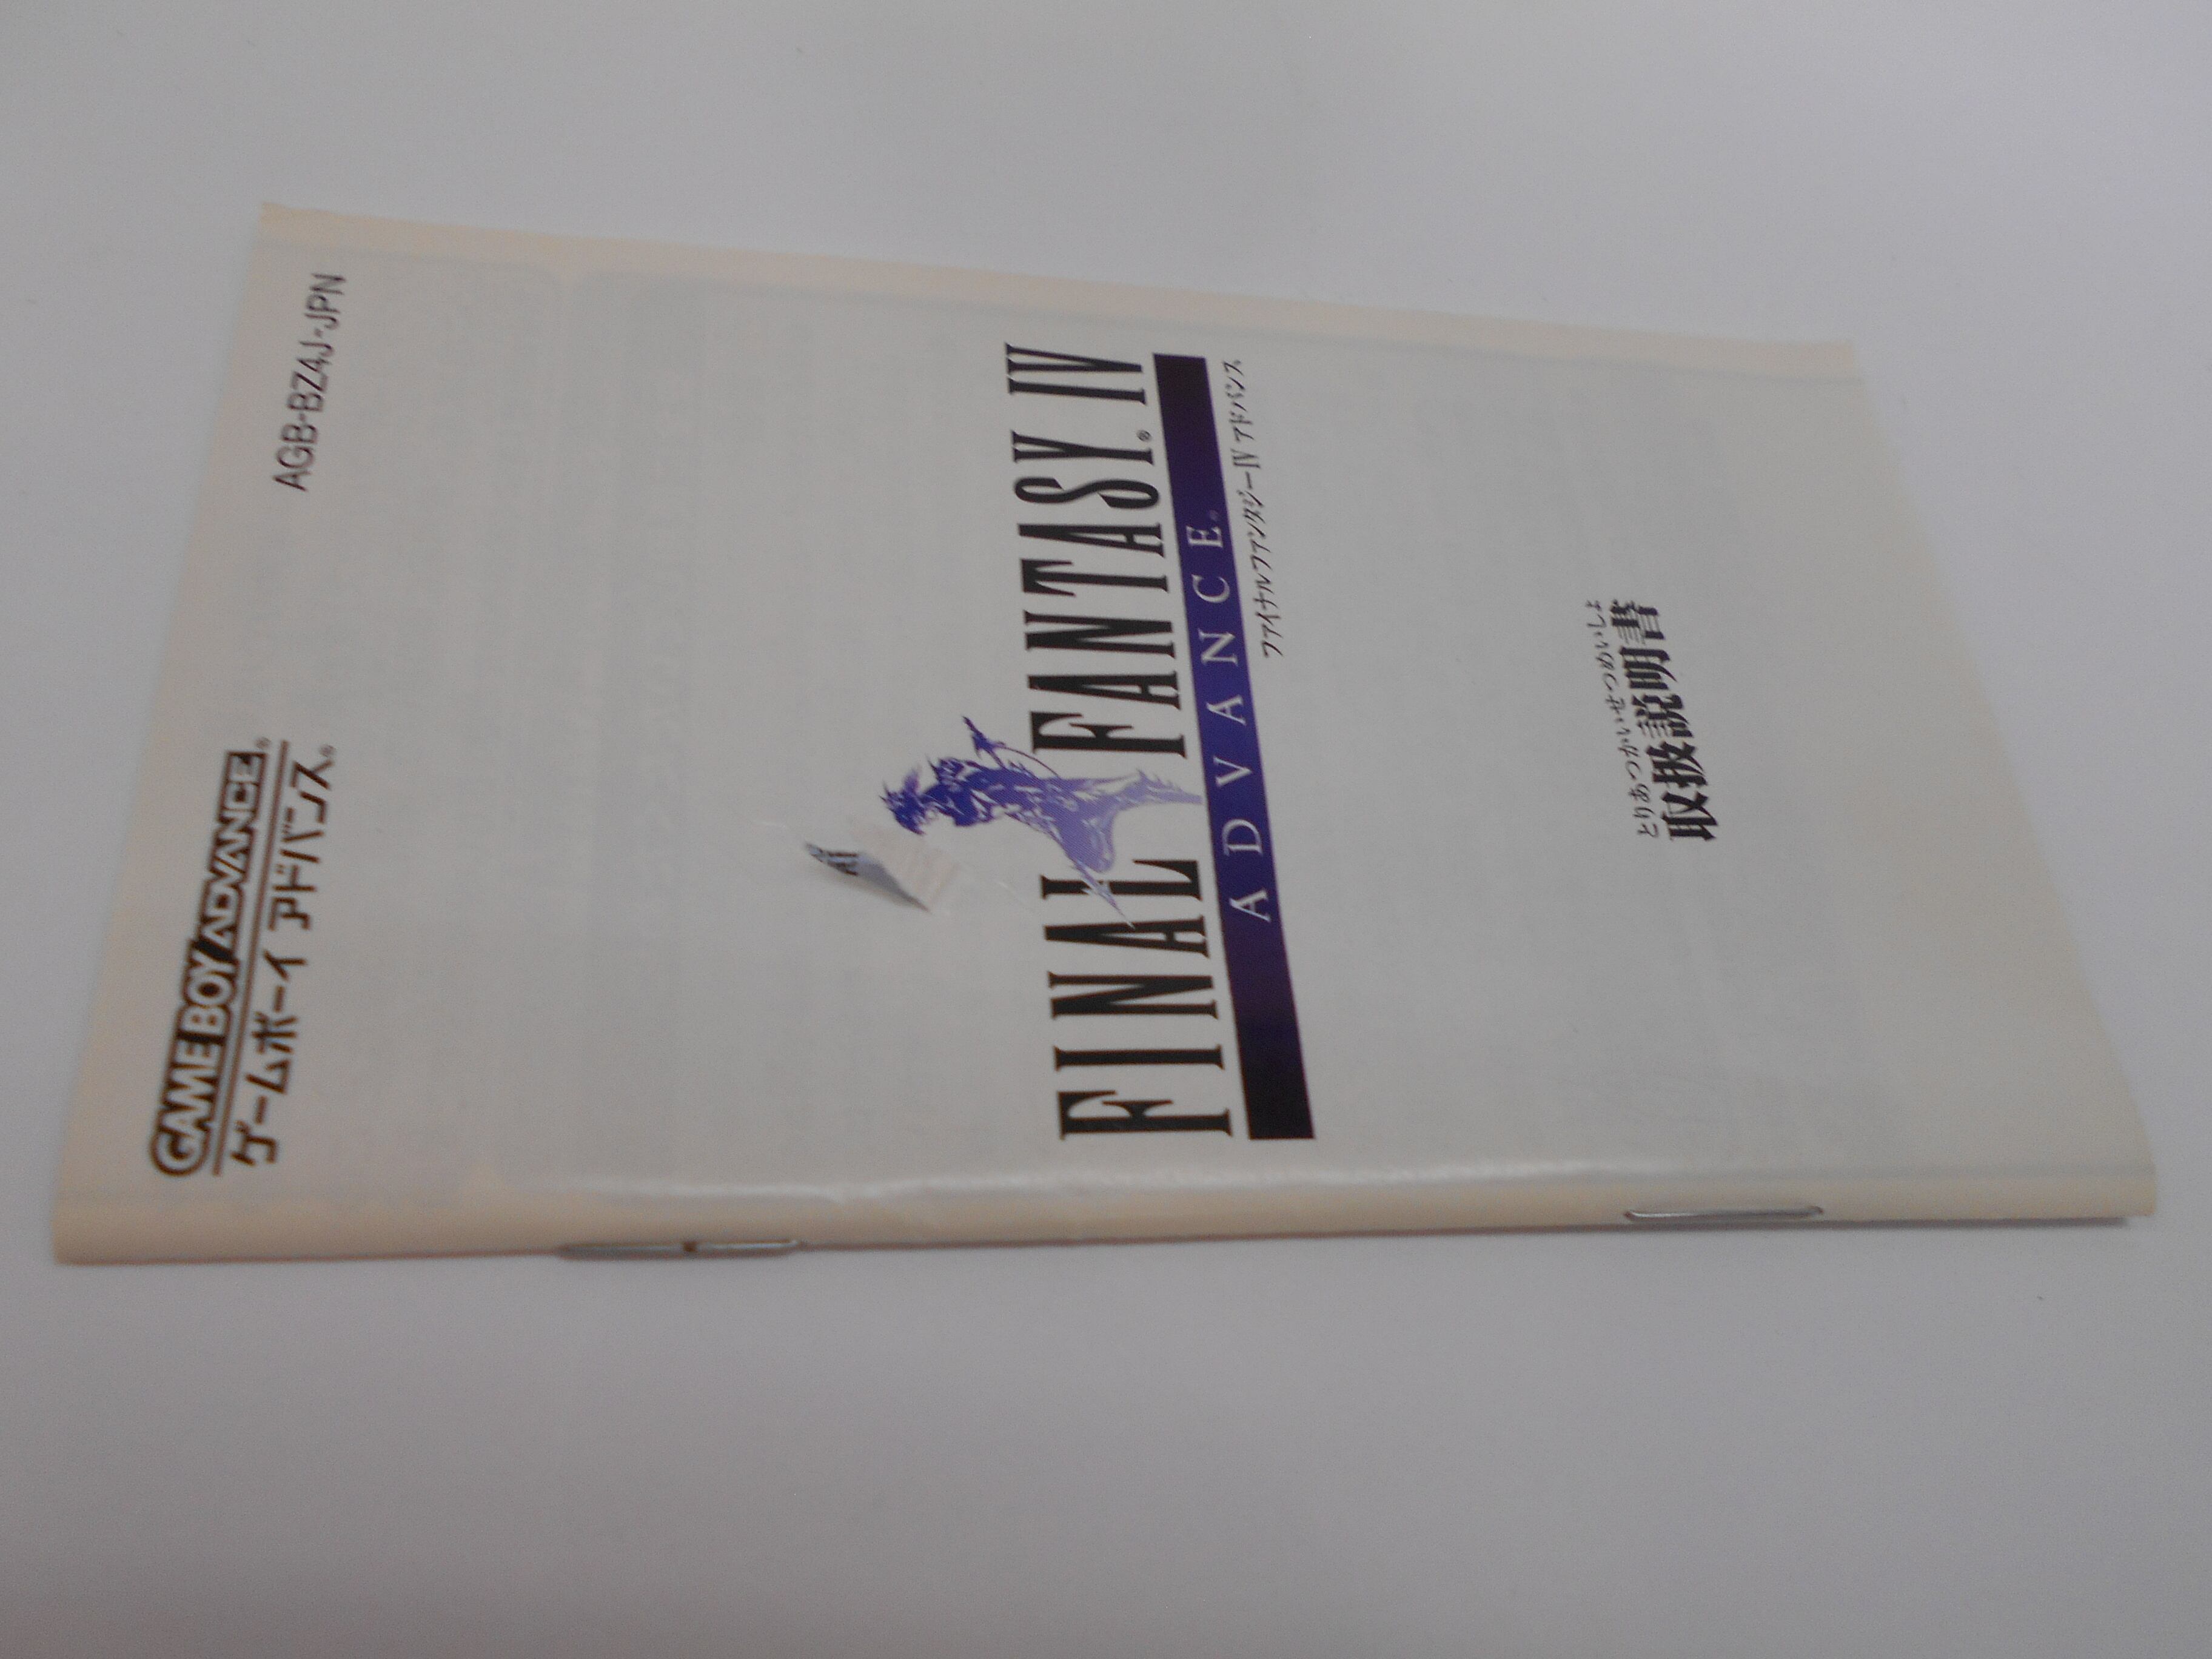 GAME BOY ADVANCE®
ゲームボーイ アドバンス®
AGB-BZ4J-JPN
FINAL FANTASY® IV
ADVANCE®
ファイナルファンタジーIV アドバンス
とりあつかいせつめいしょ
取扱説明書